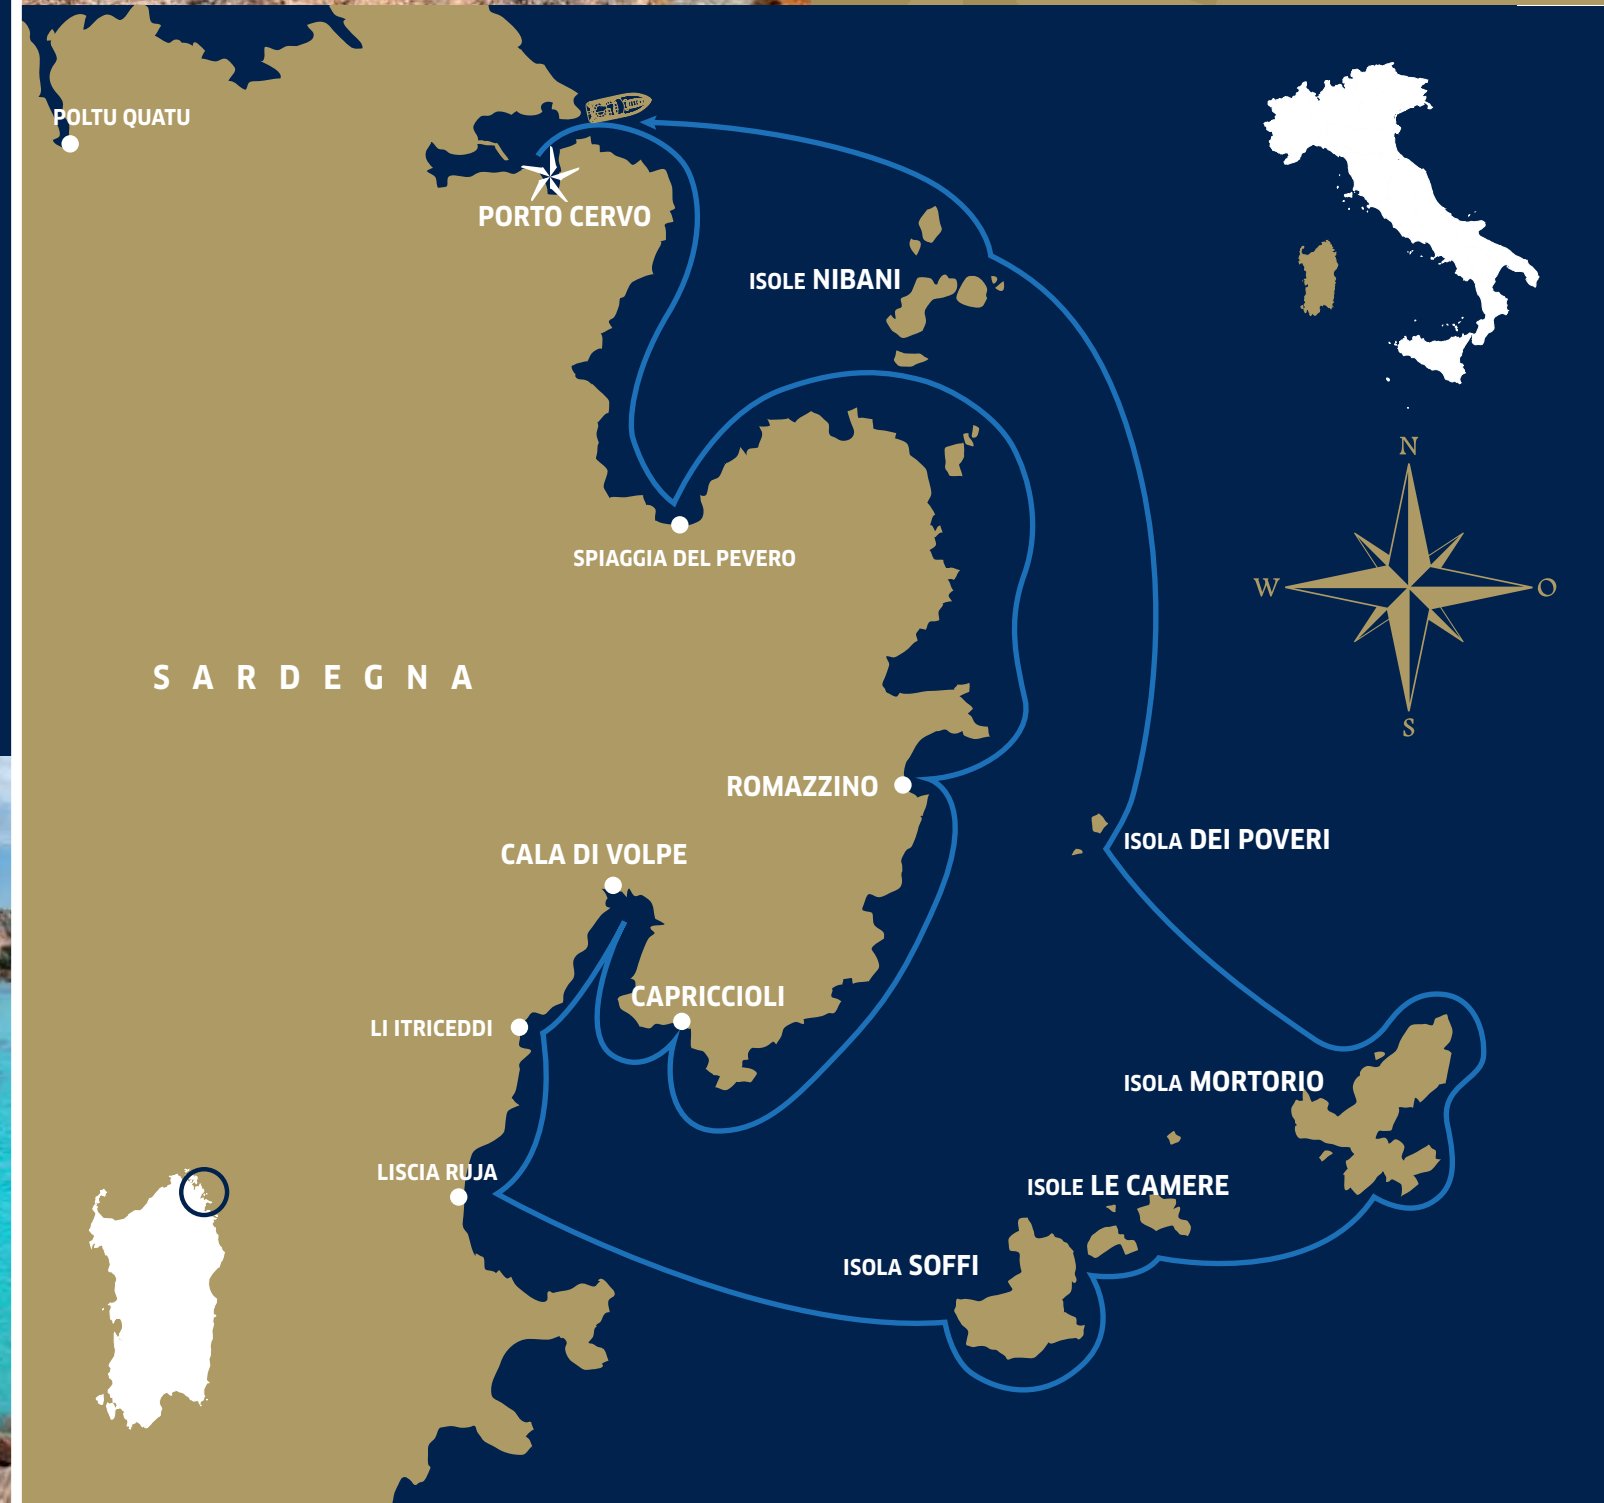 POLTU QUATU
PORTO CERVO
ISOLE NIBANI
N
W
O
S
SPIAGGIA DEL PEVERO
SARDEGNA
ROMAZZINO
ISOLA DEI POVERI
CALA DI VOLPE
CAPRICCIOLI
LI ITRICEDDI
ISOLA MORTORIO
LISCIA RUJA
ISOLE LE CAMERE
ISOLA SOFFI